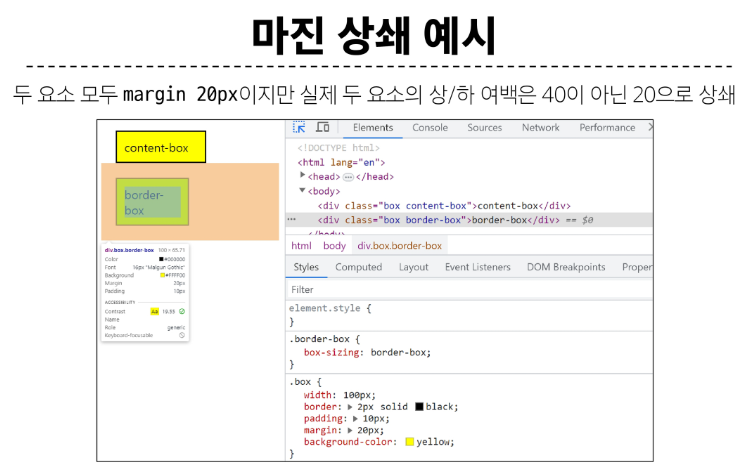 마진 상쇄 예시
두 요소 모두 margin 20px이지만 실제 두 요소의 상/하 여백은 40이 아닌 20으로 상쇄
content-box
border-
box
div.box.border-box 100 × 65.71
Color #000000
Font 16px "Malgun Gothic"
Background #FFFF00
Margin 20px
Padding 10px
ACCESSIBILITY
Contrast Aa 19.56
Name
Role generic
Keyboard-focusable
Elements Console Sources Network Performance
<!DOCTYPE html>
<html lang="en">
<head>…</head>
<body>
<div class="box content-box">content-box</div>
… <div class="box border-box">border-box</div> == $0
</body>
html body div.box.border-box
Styles Computed Layout Event Listeners DOM Breakpoints Proper
Filter
element.style {
}
.border-box {
box-sizing: border-box;
}
.box {
width: 100px;
border: 2px solid black;
padding: 10px;
margin: 20px;
background-color: yellow;
}